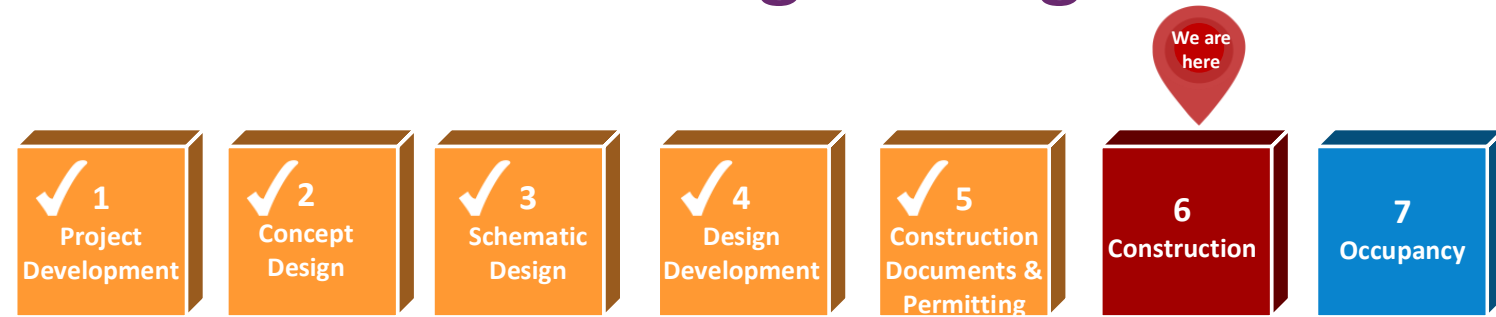 We are
here
1
Project
Development
2
Concept
Design
3
Schematic
Design
4
Design
Development
5
Construction
Documents &
Permitting
6
Construction
7
Occupancy